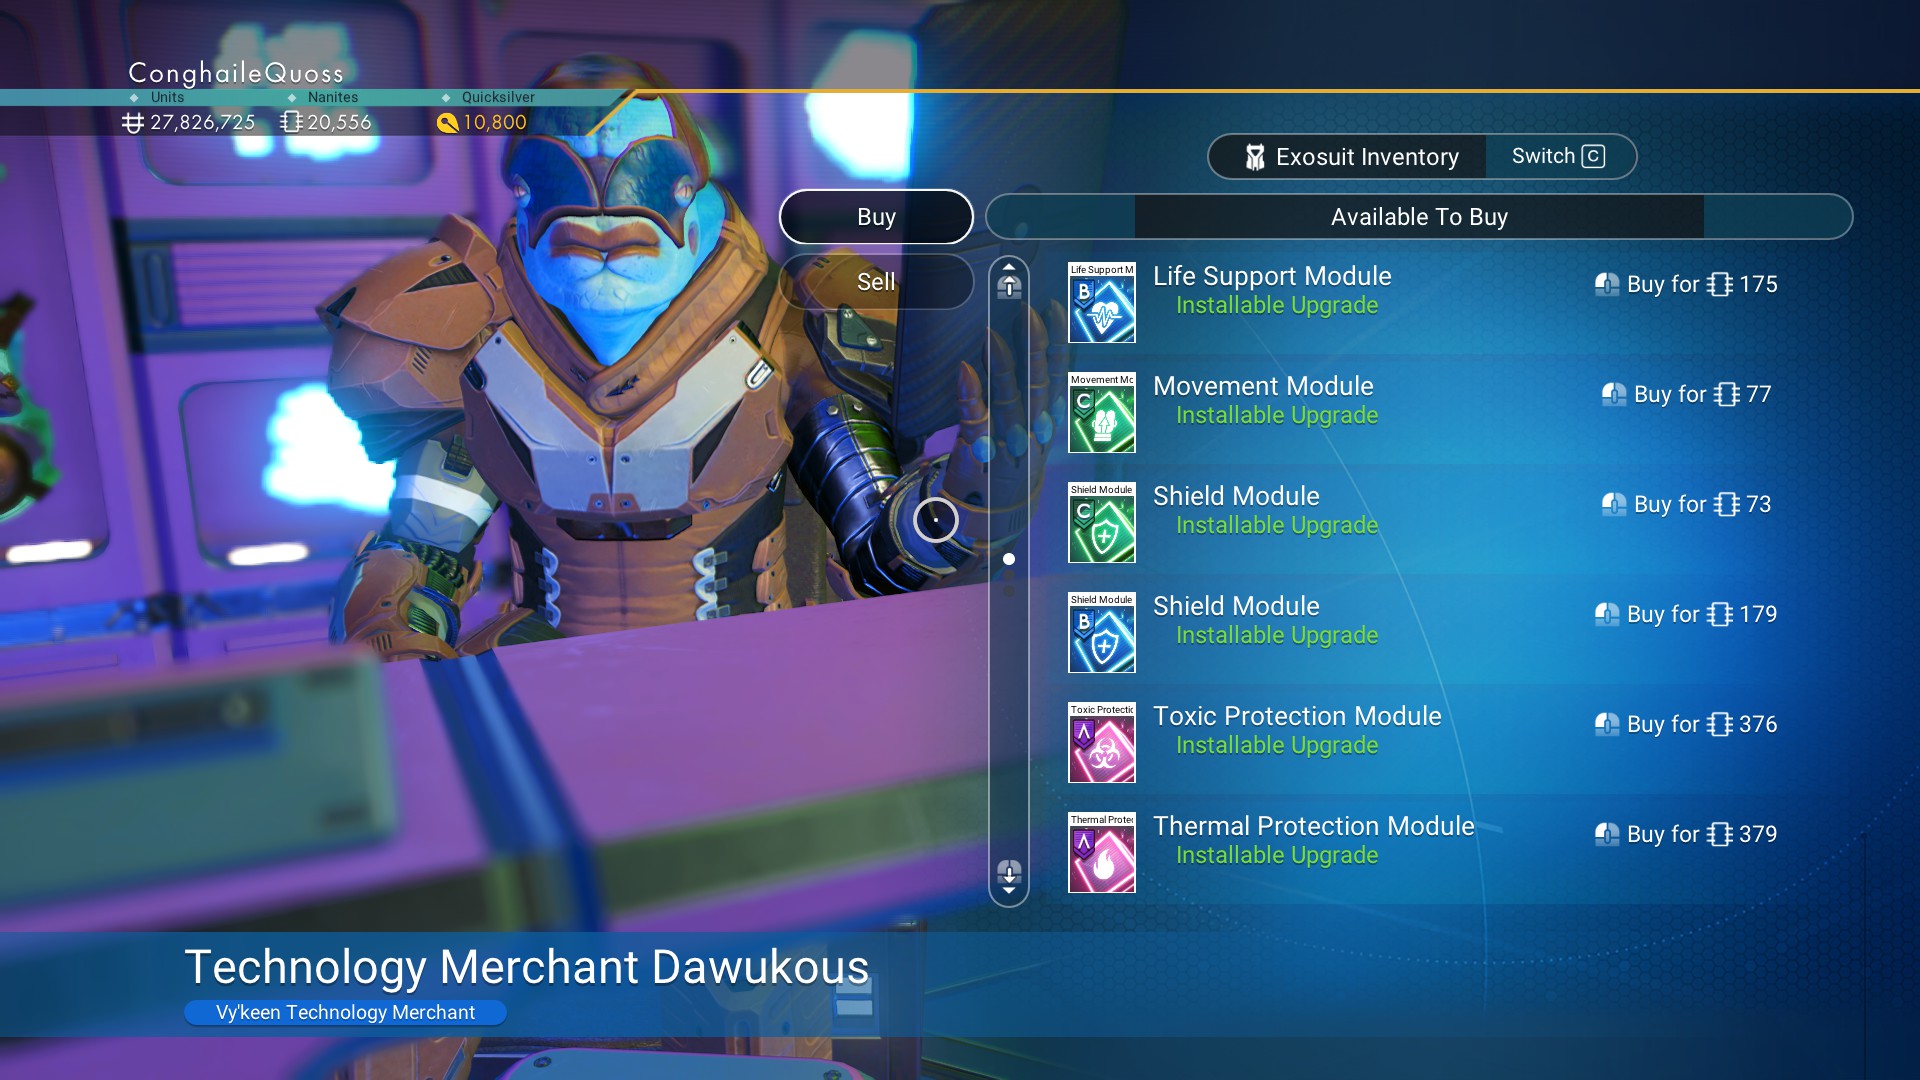 ConghaileQuoss
Units Nanites Quicksilver
27,826,725 20,556 10,800
Exosuit Inventory Switch C
Buy
Available To Buy
Sell
Life Support M
B
Life Support Module
Installable Upgrade
Buy for 175
Movement Mo
C
Movement Module
Installable Upgrade
Buy for 77
Shield Module
C
Shield Module
Installable Upgrade
Buy for 73
Shield Module
B
Shield Module
Installable Upgrade
Buy for 179
Toxic Protectic
A
Toxic Protection Module
Installable Upgrade
Buy for 376
Thermal Protec
A
Thermal Protection Module
Installable Upgrade
Buy for 379
Technology Merchant Dawukous
Vy'keen Technology Merchant